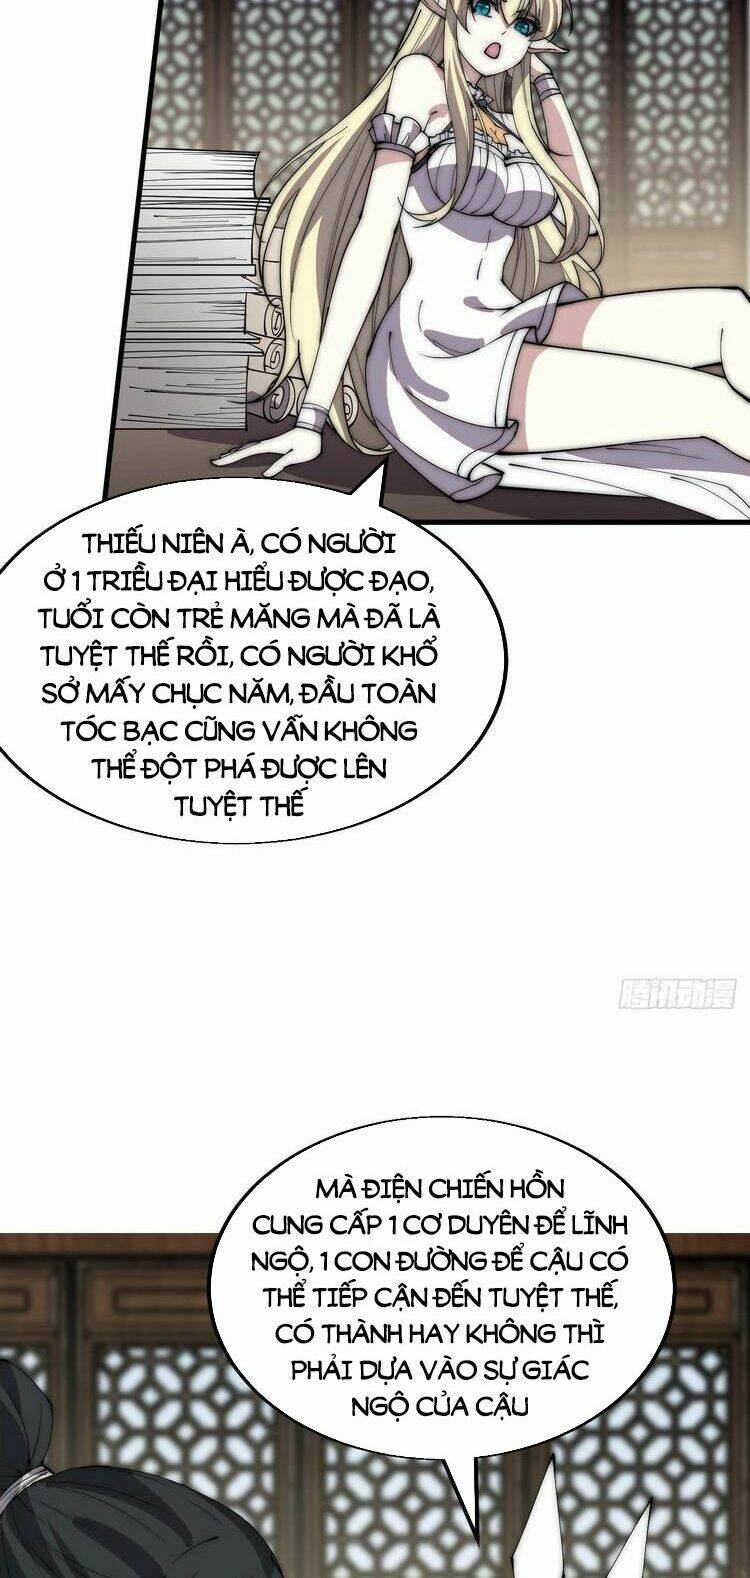 THIẾU NIÊN À, CÓ NGƯỜI
Ở 1 TRIỀU ĐẠI HIỂU ĐƯỢC ĐẠO,
TUỔI CÒN TRẺ MĂNG MÀ ĐÃ LÀ
TUYỆT THẾ RỒI, CÓ NGƯỜI KHỔ
SỞ MẤY CHỤC NĂM, ĐẦU TOÀN
TÓC BẠC CŨNG VẪN KHÔNG
THỂ ĐỘT PHÁ ĐƯỢC LÊN
TUYỆT THẾ
腾讯动漫
MÀ ĐIỆN CHIẾN HỒN
CUNG CẤP 1 CƠ DUYÊN ĐỂ LĨNH
NGỘ, 1 CON ĐƯỜNG ĐỂ CẬU CÓ
THỂ TIẾP CẬN ĐẾN TUYỆT THẾ,
CÓ THÀNH HAY KHÔNG THÌ
PHẢI DỰA VÀO SỰ GIÁC
NGỘ CỦA CẬU